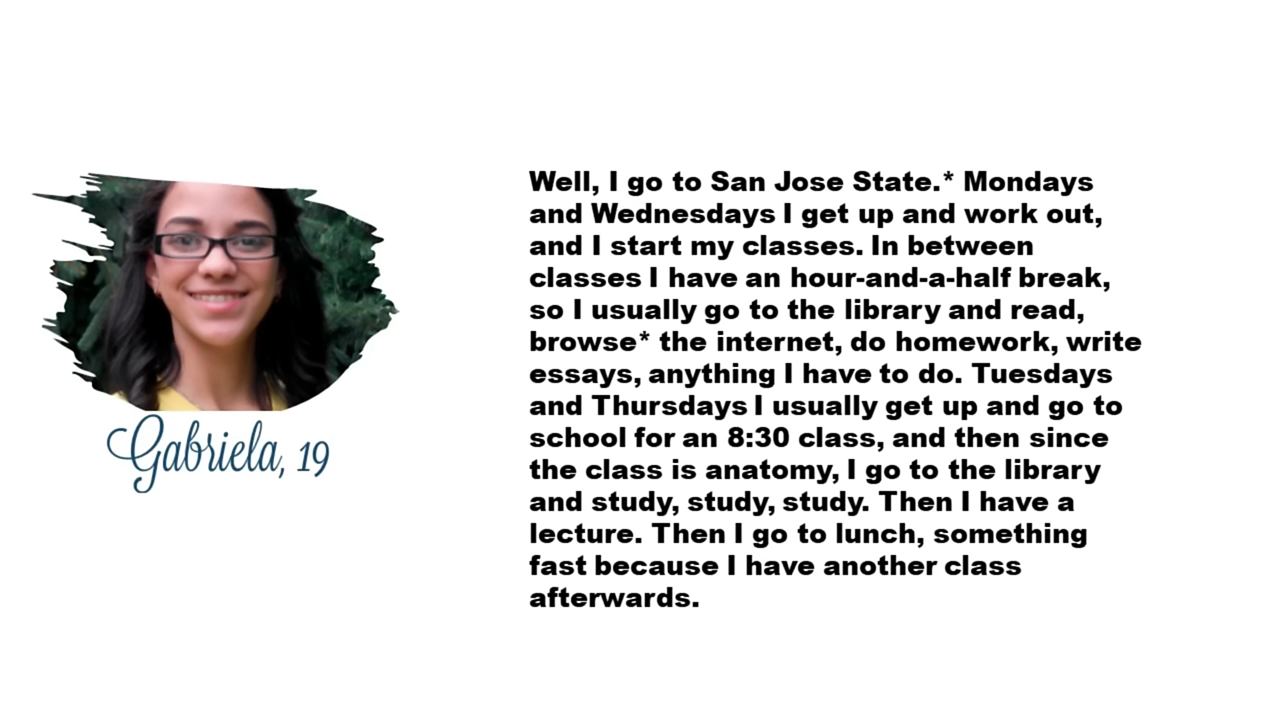 Gabriela, 19
Well, I go to San Jose State.* Mondays
and Wednesdays I get up and work out,
and I start my classes. In between
classes I have an hour-and-a-half break,
so I usually go to the library and read,
browse* the internet, do homework, write
essays, anything I have to do. Tuesdays
and Thursdays I usually get up and go to
school for an 8:30 class, and then since
the class is anatomy, I go to the library
and study, study, study. Then I have a
lecture. Then I go to lunch, something
fast because I have another class
afterwards.